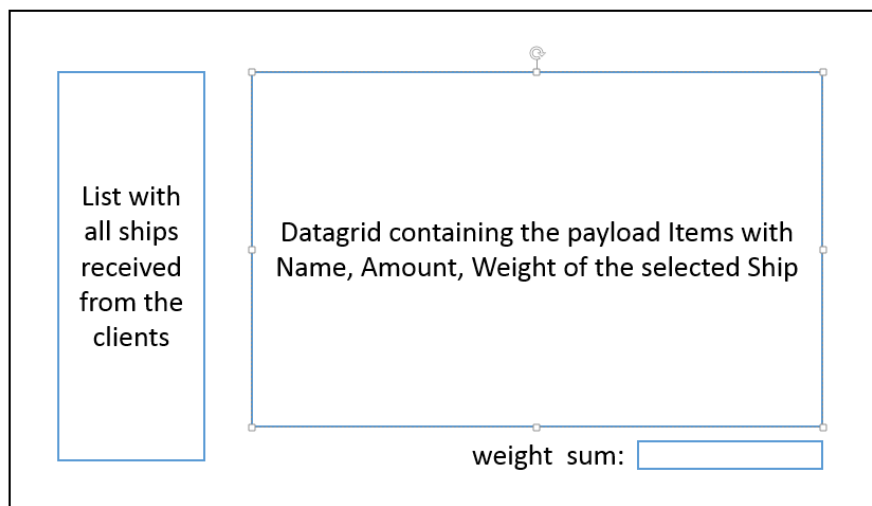 List with
all ships
received
from the
clients
Datagrid containing the payload Items with
Name, Amount, Weight of the selected Ship
weight sum: